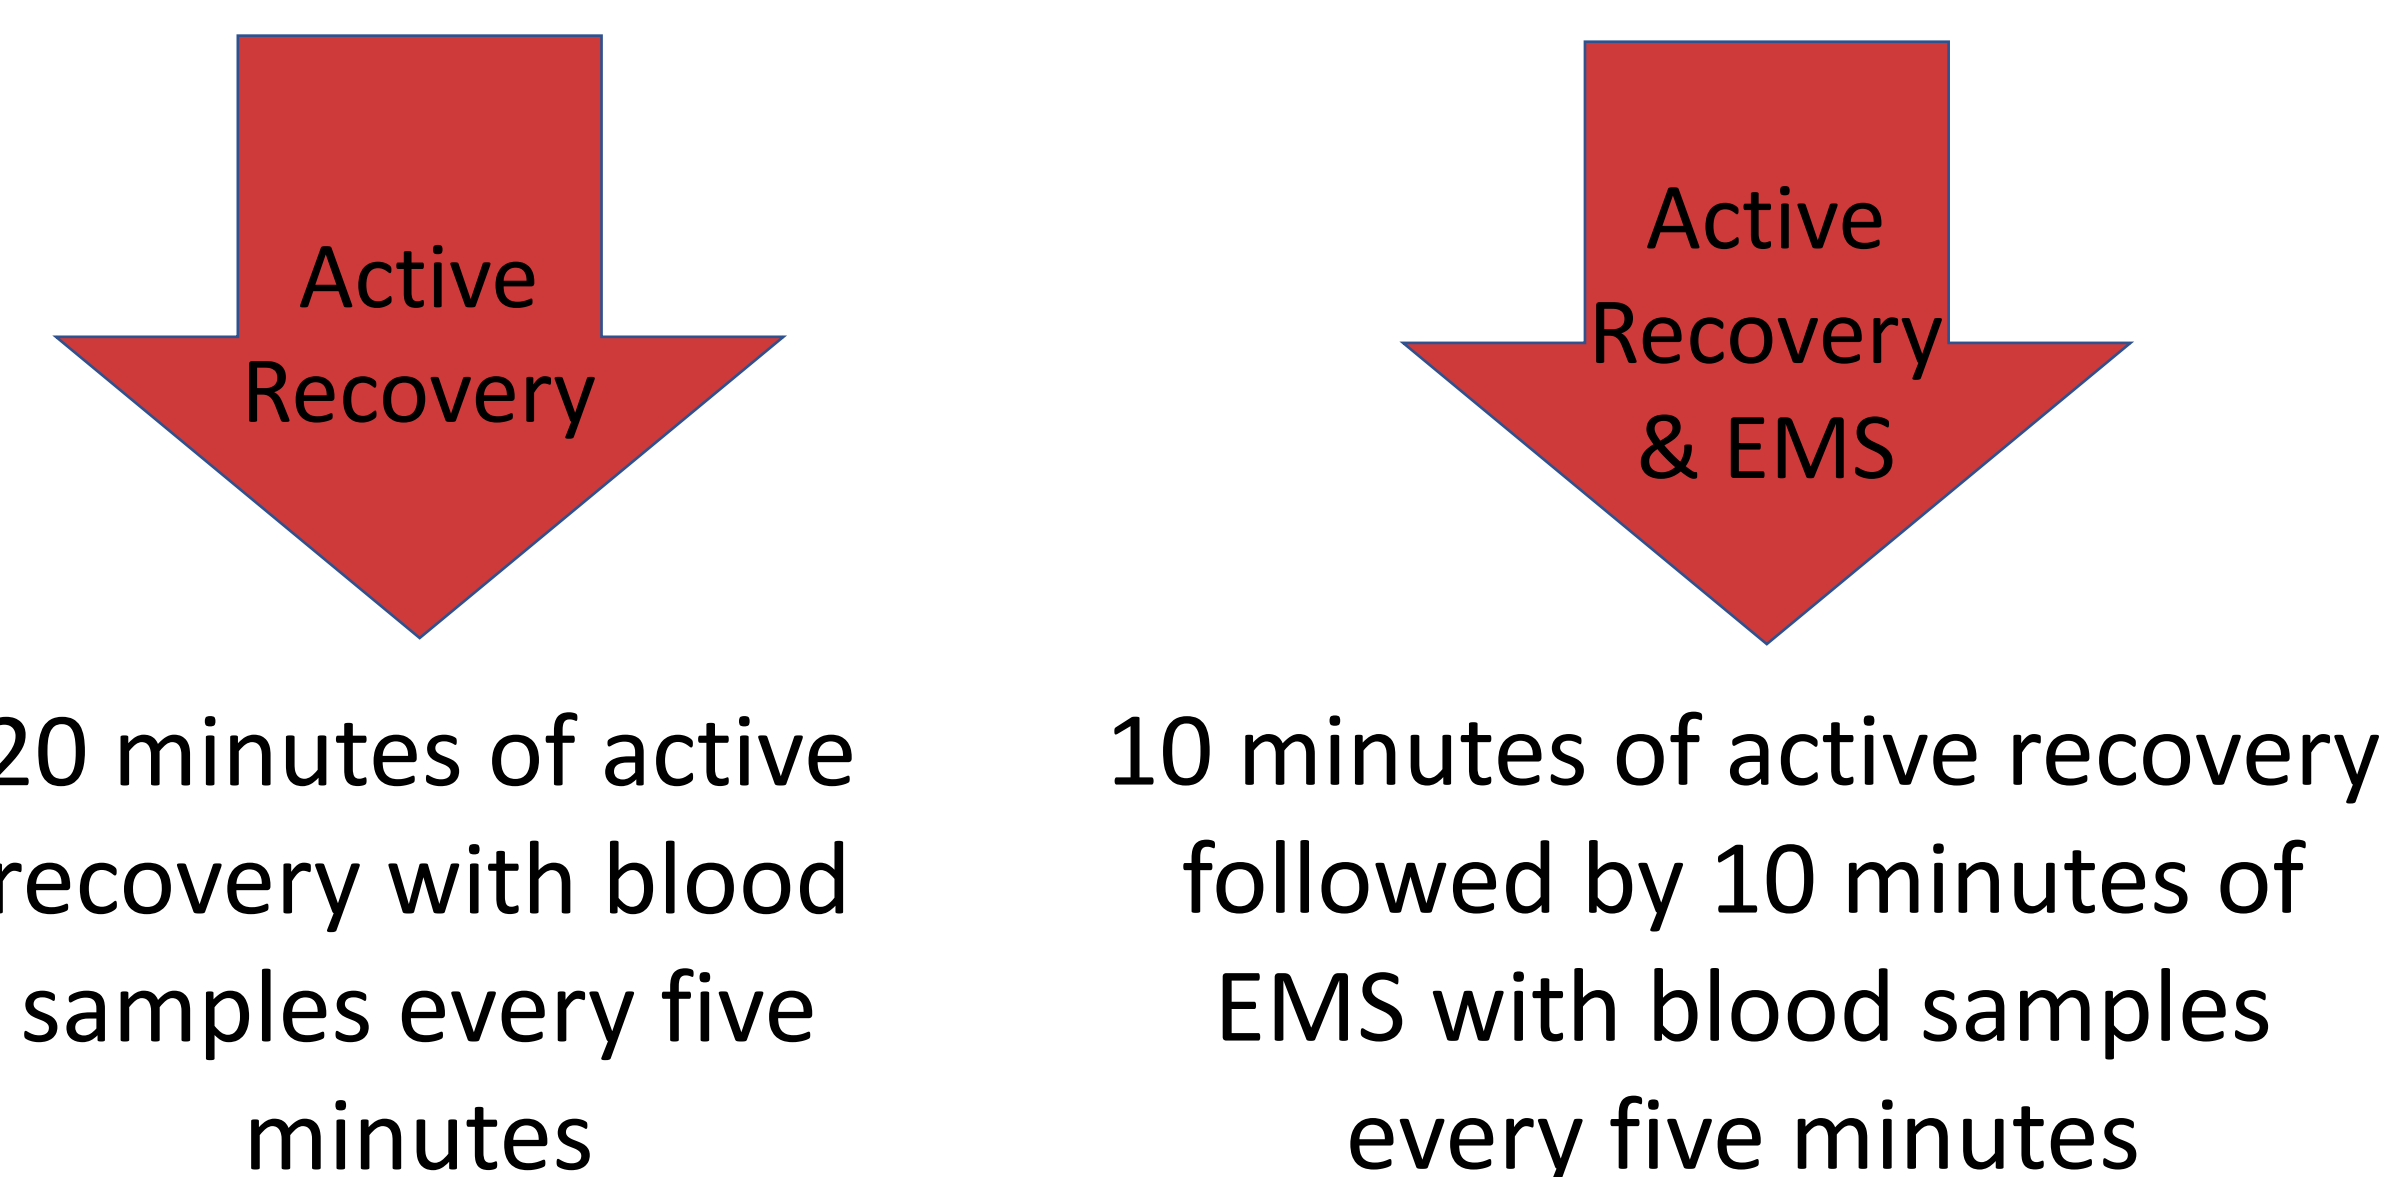 Active
Recovery
20 minutes of active
recovery with blood
samples every five
minutes
Active
Recovery
& EMS
10 minutes of active recovery
followed by 10 minutes of
EMS with blood samples
every five minutes